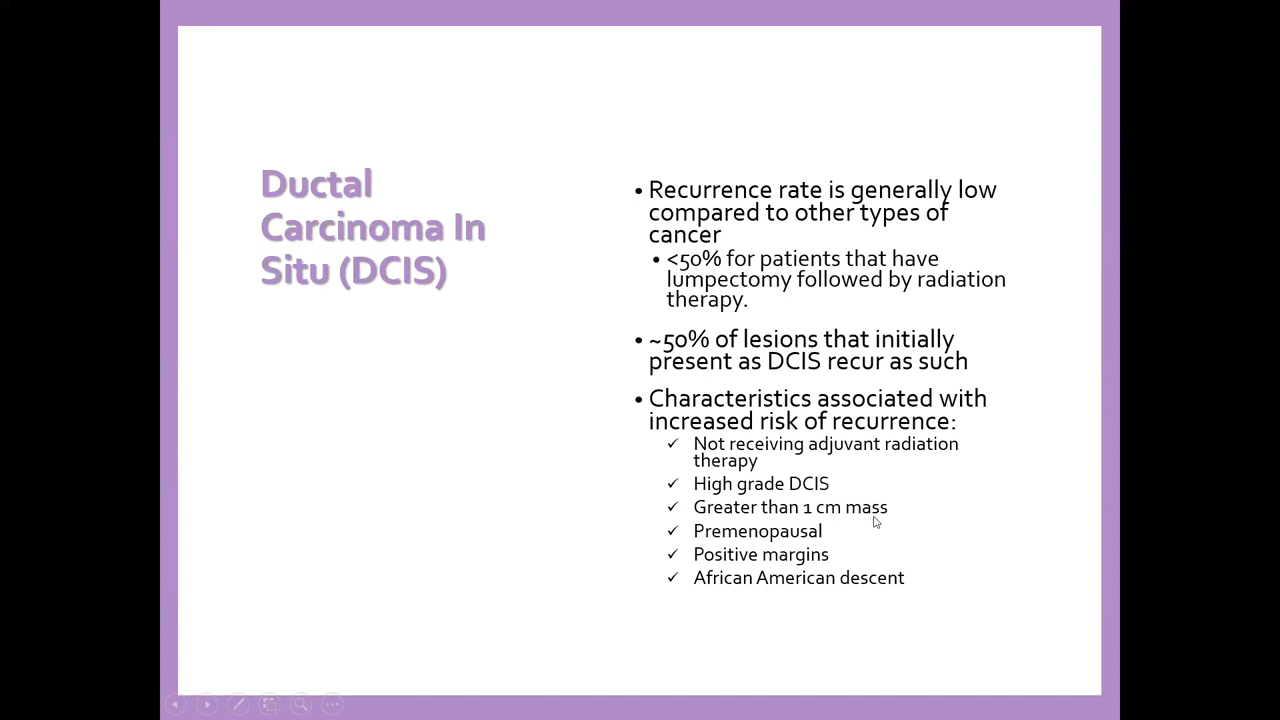 Ductal
Carcinoma In
Situ (DCIS)
• Recurrence rate is generally low
compared to other types of
cancer
• <50% for patients that have
lumpectomy followed by radiation
therapy.
• ~50% of lesions that initially
present as DCIS recur as such
• Characteristics associated with
increased risk of recurrence:
✓ Not receiving adjuvant radiation
therapy
✓ High grade DCIS
✓ Greater than 1 cm mass
✓ Premenopausal
✓ Positive margins
✓ African American descent